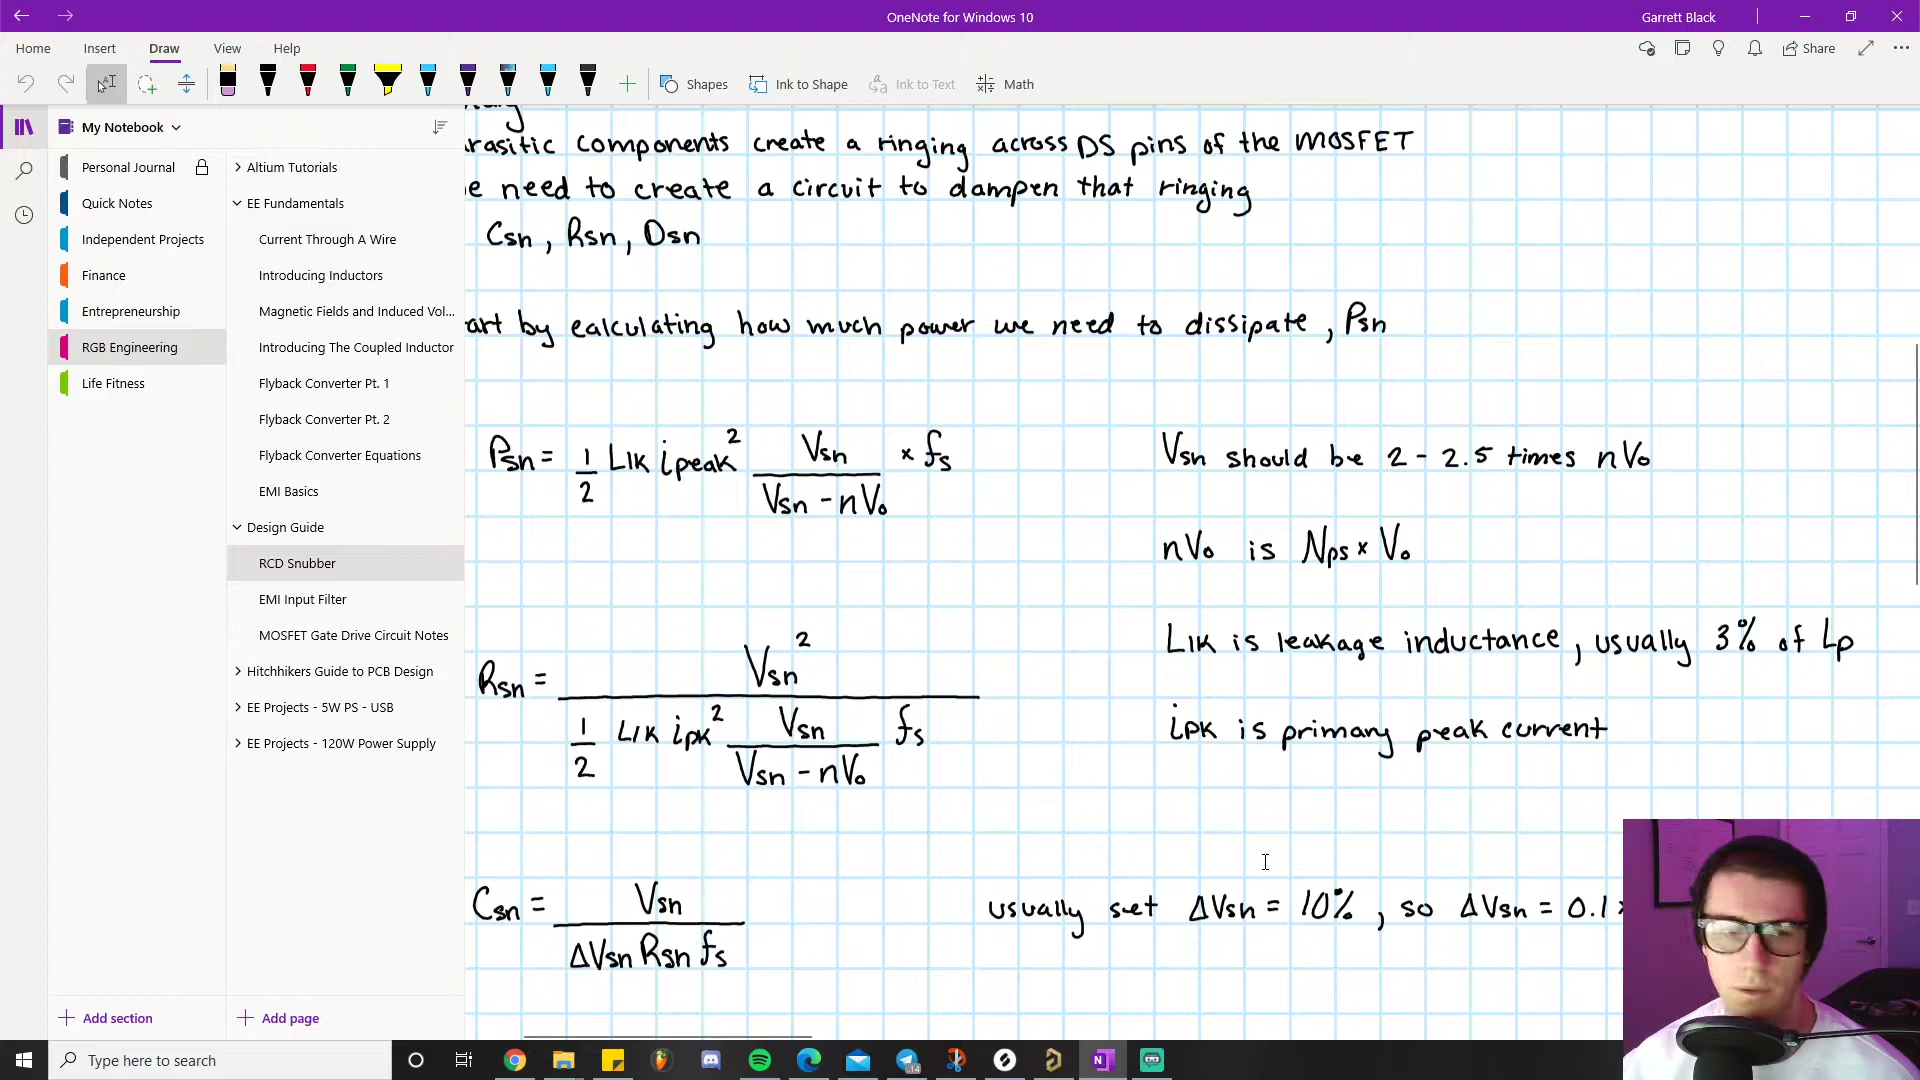 OneNote for Windows 10
Garrett Black
Home Insert Draw View Help
Share
Shapes Ink to Shape Ink to Text Math
My Notebook
Personal Journal
Quick Notes
Independent Projects
Finance
Entrepreneurship
RGB Engineering
Life Fitness
Add section
Altium Tutorials
EE Fundamentals
Current Through A Wire
Introducing Inductors
Magnetic Fields and Induced Vol...
Introducing The Coupled Inductor
Flyback Converter Pt. 1
Flyback Converter Pt. 2
Flyback Converter Equations
EMI Basics
Design Guide
RCD Snubber
EMI Input Filter
MOSFET Gate Drive Circuit Notes
Hitchhikers Guide to PCB Design
EE Projects - 5W PS - USB
EE Projects - 120W Power Supply
Add page
rasitic components create a ringing across DS pins of the MOSFET
e need to create a circuit to dampen that ringing
Csn, Rsn, Dsn
art by calculating how much power we need to dissipate, Psn
Psn = 1/2 Llk ipeak² Vsn/(Vsn - nVo) × fs
Vsn should be 2 - 2.5 times nVo
nVo is Nps × Vo
Rsn = Vsn² / (1/2 Llk ipk² Vsn/(Vsn - nVo) fs)
Llk is leakage inductance, usually 3% of Lp
ipk is primary peak current
Csn = Vsn / (ΔVsn Rsn fs)
usually set ΔVsn = 10%, so ΔVsn = 0.1
Type here to search